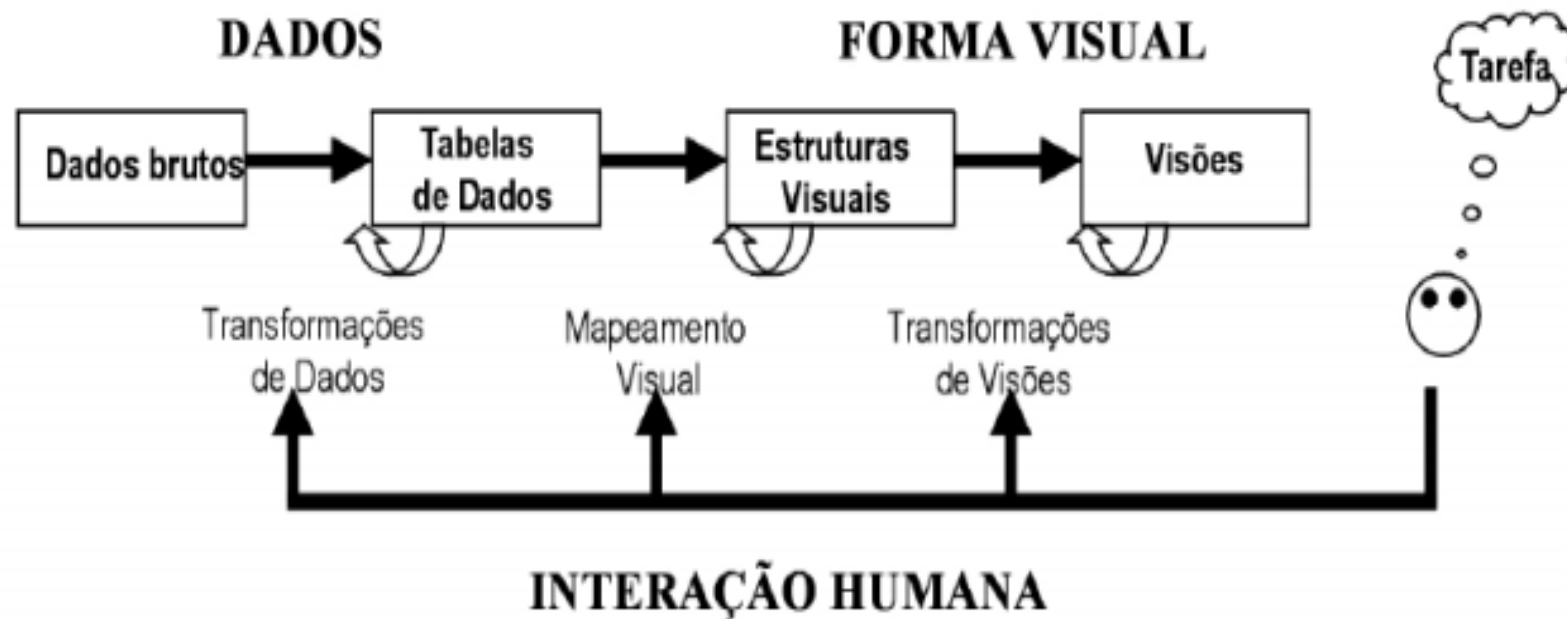 DADOS
FORMA VISUAL
Tarefa
Dados brutos
Tabelas
de Dados
Estruturas
Visuais
Visões
Transformações
de Dados
Mapeamento
Visual
Transformações
de Visões
INTERAÇÃO HUMANA